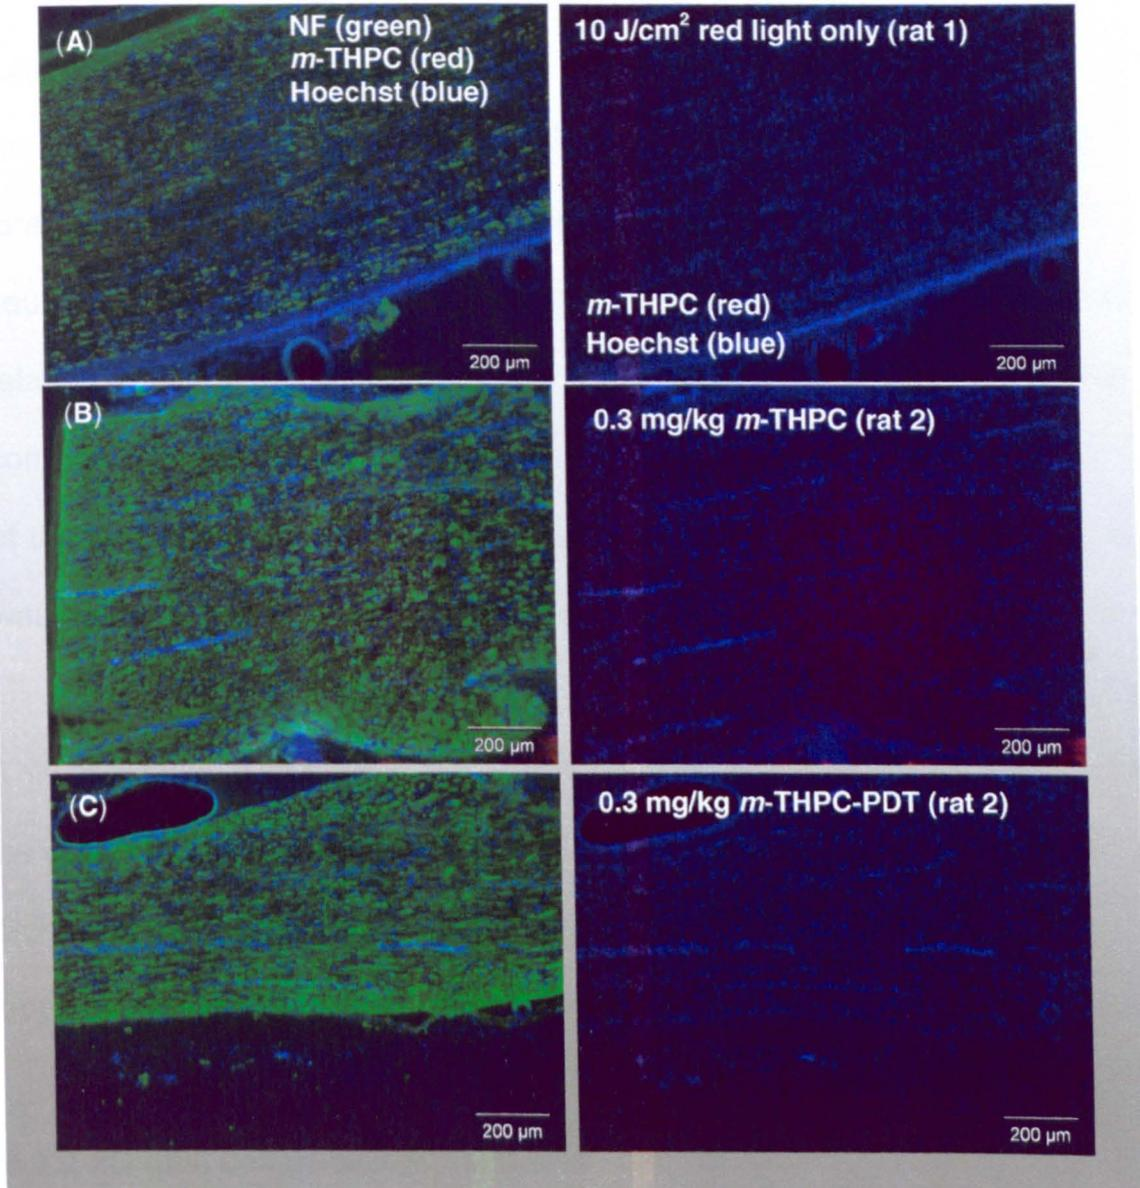 (A)
NF (green)
m-THPC (red)
Hoechst (blue)
10 J/cm² red light only (rat 1)
m-THPC (red)
Hoechst (blue)
200 µm
200 µm
(B)
0.3 mg/kg m-THPC (rat 2)
200 µm
200 µm
(C)
0.3 mg/kg m-THPC-PDT (rat 2)
200 µm
200 µm